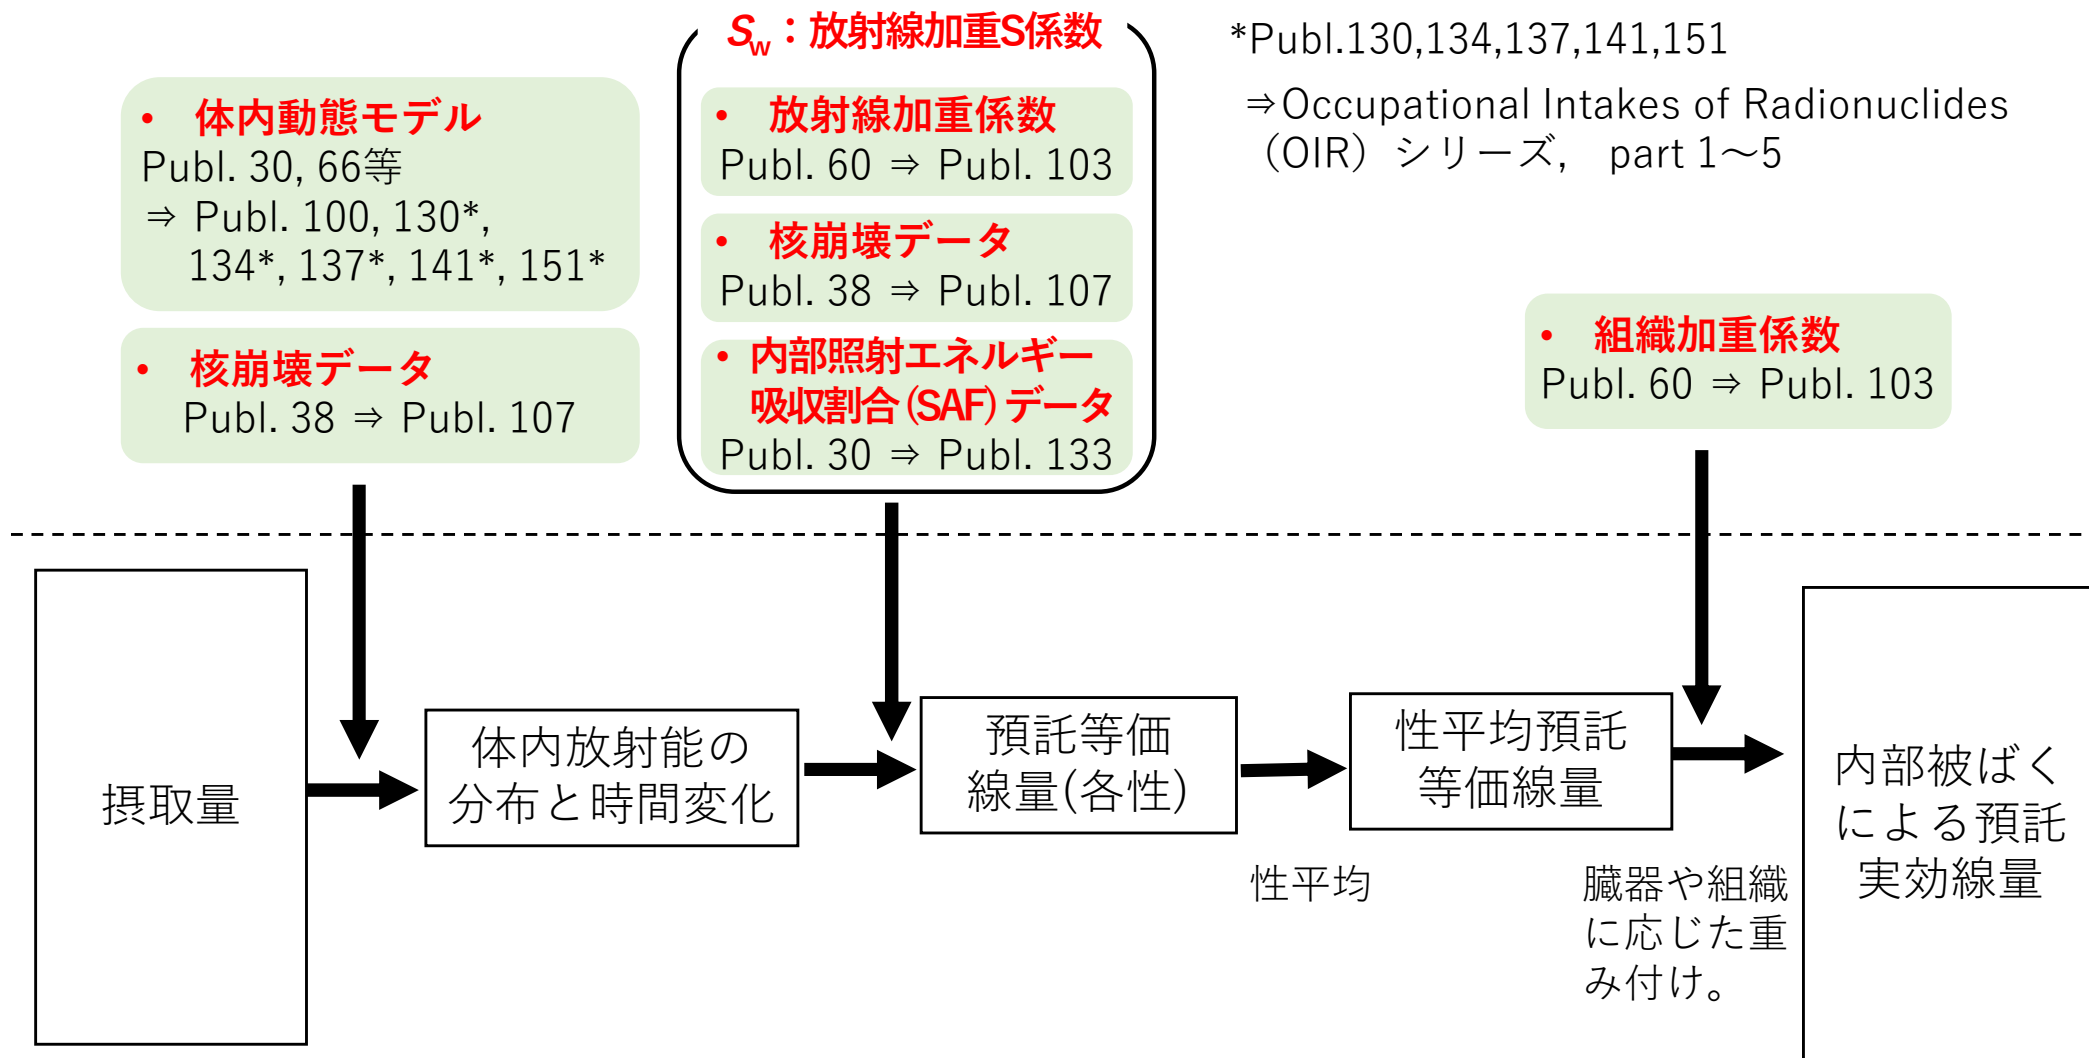 • 体内動態モデル
Publ. 30, 66等
⇒ Publ. 100, 130*,
134*, 137*, 141*, 151*
• 核崩壊データ
Publ. 38 ⇒ Publ. 107
Sw：放射線加重S係数
• 放射線加重係数
Publ. 60 ⇒ Publ. 103
• 核崩壊データ
Publ. 38 ⇒ Publ. 107
• 内部照射エネルギー
吸収割合(SAF)データ
Publ. 30 ⇒ Publ. 133
*Publ.130,134,137,141,151
⇒Occupational Intakes of Radionuclides
（OIR）シリーズ, part 1～5
• 組織加重係数
Publ. 60 ⇒ Publ. 103
摂取量
体内放射能の
分布と時間変化
預託等価
線量(各性)
性平均
性平均預託
等価線量
臓器や組織
に応じた重
み付け。
内部被ばく
による預託
実効線量